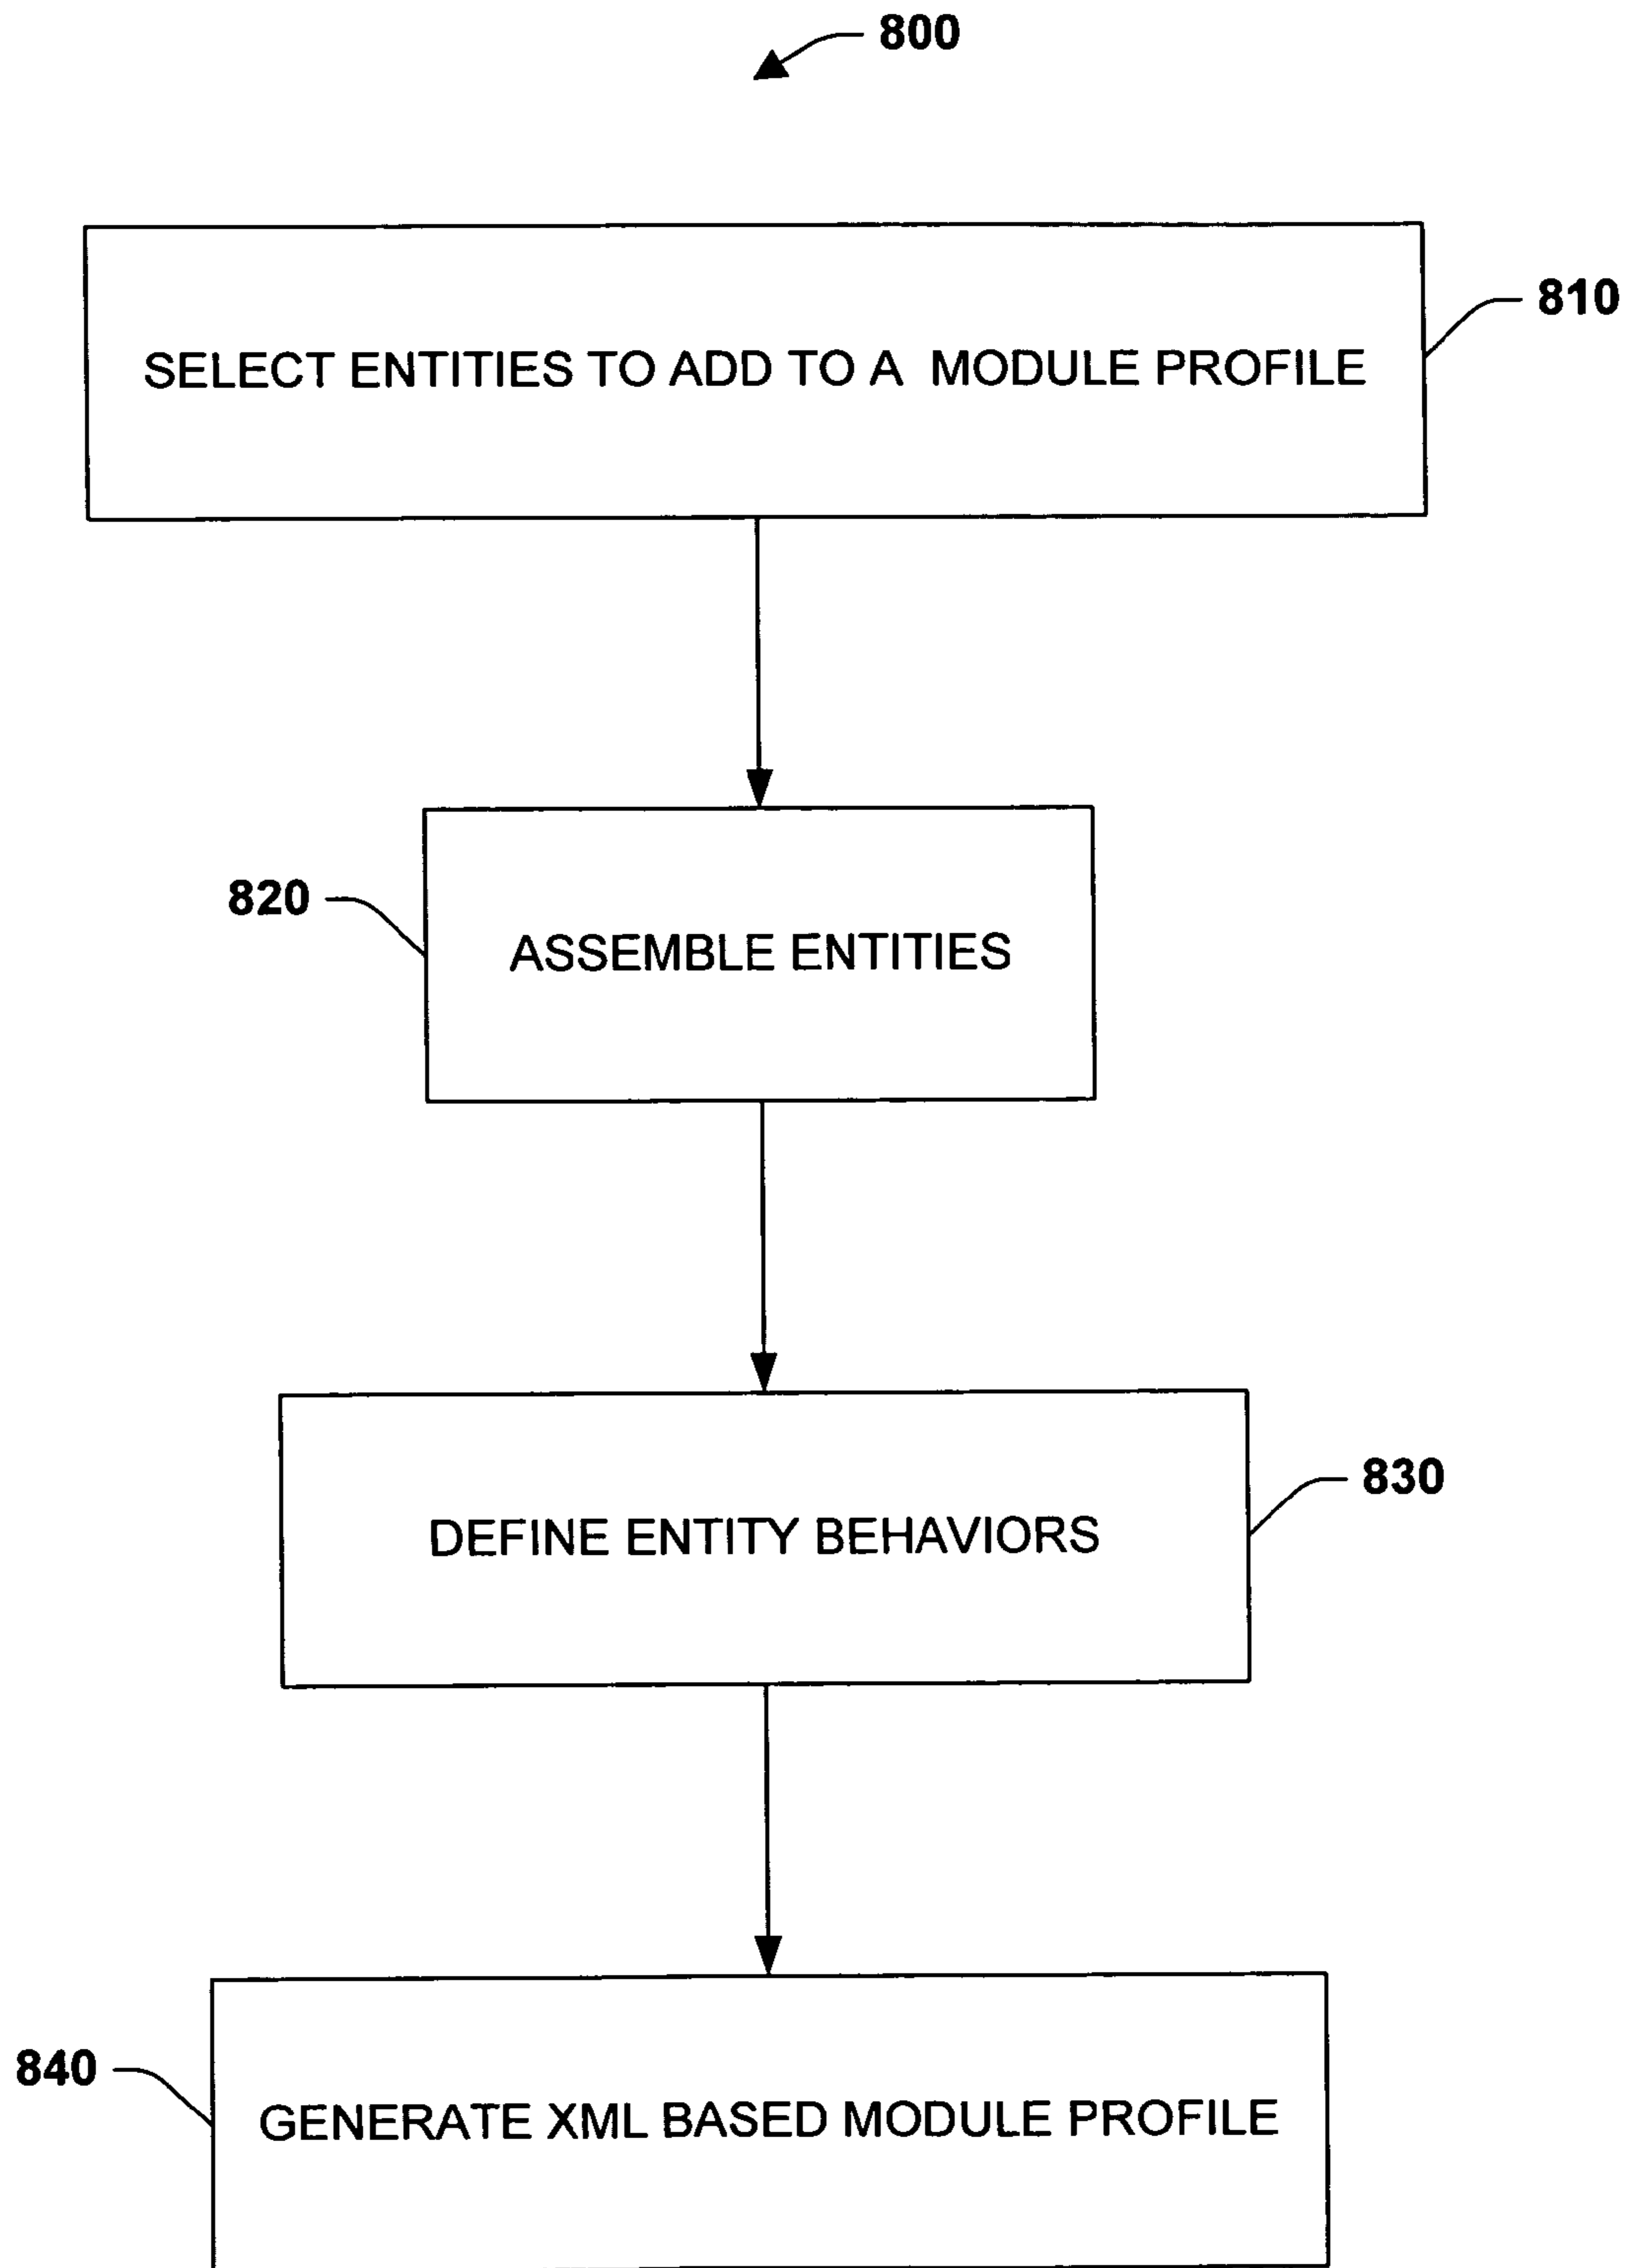 800
SELECT ENTITIES TO ADD TO A MODULE PROFILE
810
820
ASSEMBLE ENTITIES
DEFINE ENTITY BEHAVIORS
830
840
GENERATE XML BASED MODULE PROFILE